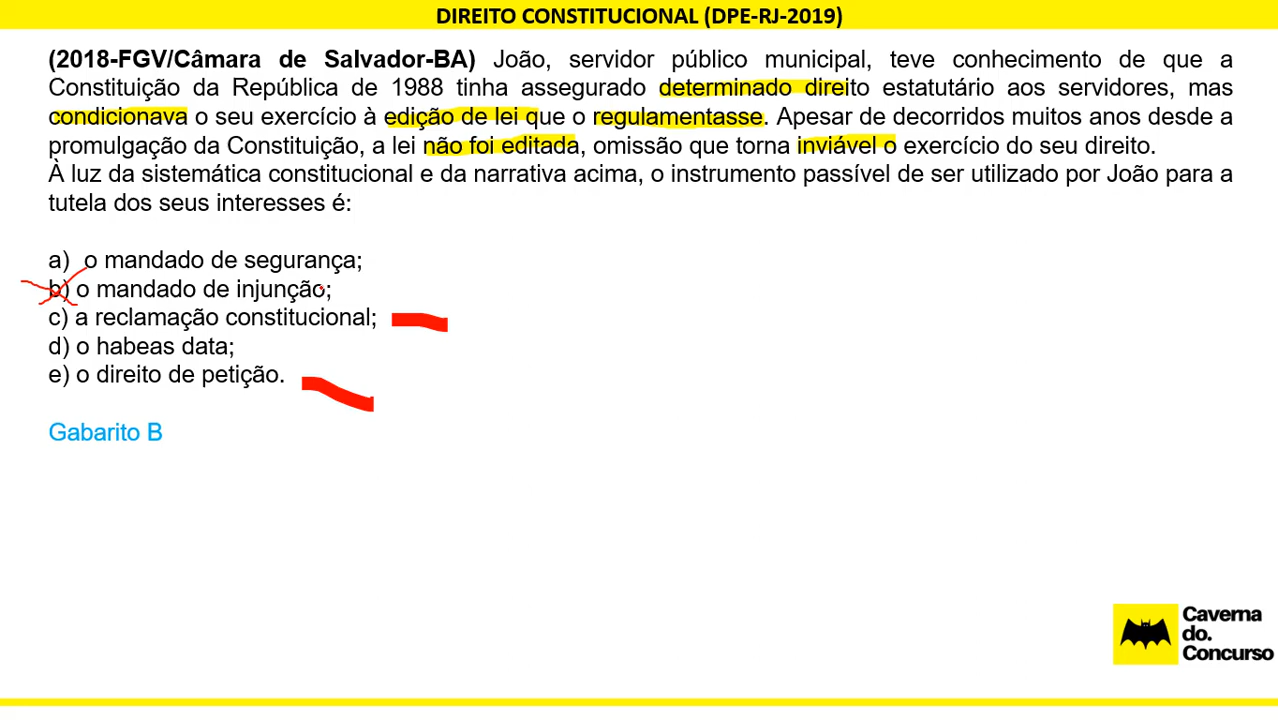 DIREITO CONSTITUCIONAL (DPE-RJ-2019)
(2018-FGV/Câmara de Salvador-BA) João, servidor público municipal, teve conhecimento de que a
Constituição da República de 1988 tinha assegurado determinado direito estatutário aos servidores, mas
condicionava o seu exercício à edição de lei que o regulamentasse. Apesar de decorridos muitos anos desde a
promulgação da Constituição, a lei não foi editada, omissão que torna inviável o exercício do seu direito.
À luz da sistemática constitucional e da narrativa acima, o instrumento passível de ser utilizado por João para a
tutela dos seus interesses é:
a) o mandado de segurança;
b) o mandado de injunção;
c) a reclamação constitucional;
d) o habeas data;
e) o direito de petição.
Gabarito B
Caverna
do.
Concurso